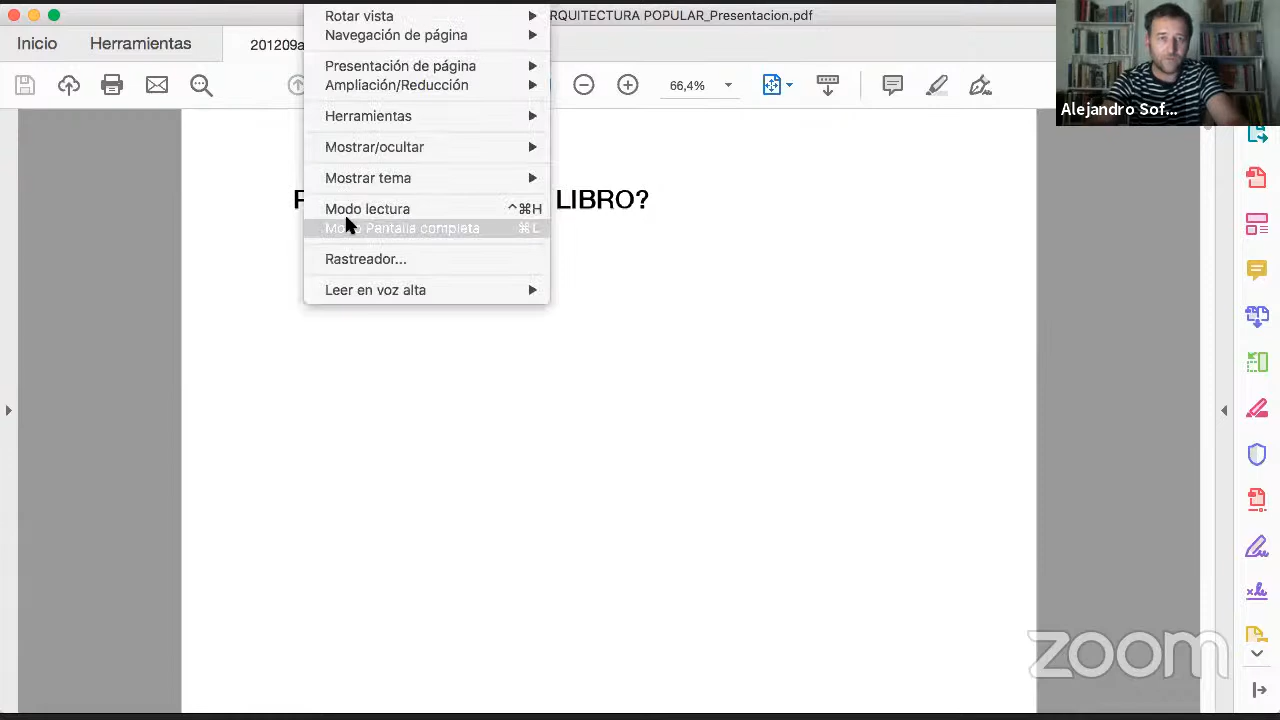 Rotar vista
RQUITECTURA POPULAR_Presentacion.pdf
Inicio
Herramientas
201209a
Navegación de página
Presentación de página
Ampliación/Reducción
66,4%
Alejandro Sof...
Herramientas
Mostrar/ocultar
Mostrar tema
LIBRO?
Modo lectura ^⌘H
Modo Pantalla completa ⌘L
Rastreador...
Leer en voz alta
zoom